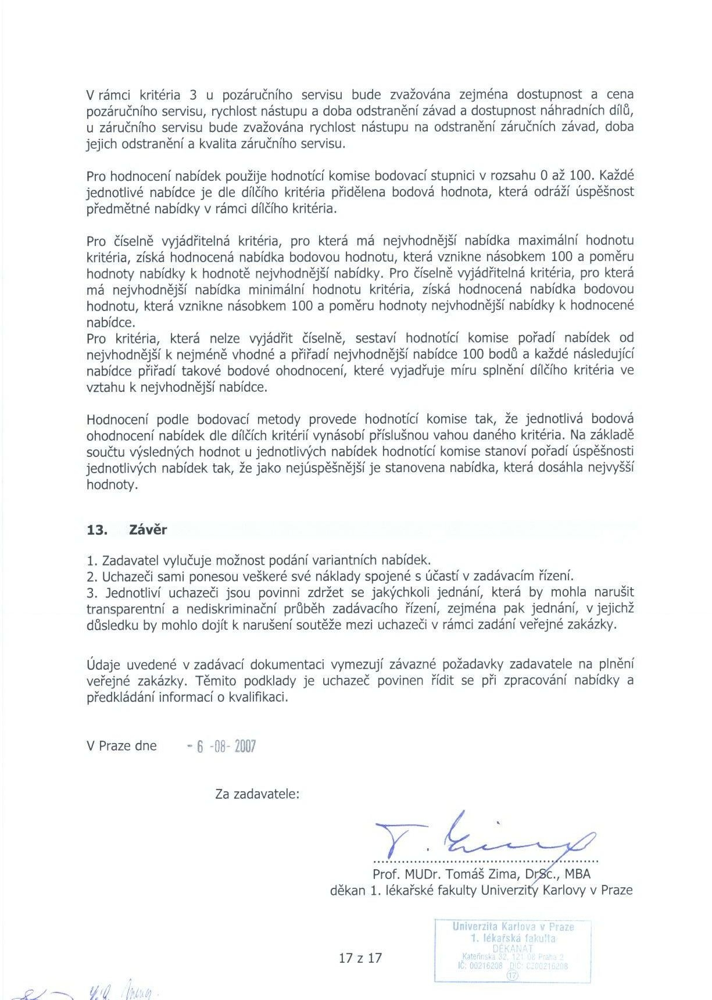 V rámci kritéria 3 u pozáručního servisu bude zvažována zejména dostupnost a cena
pozáručního servisu, rychlost nástupu a doba odstranění závad a dostupnost náhradních dílů,
u záručního servisu bude zvažována rychlost nástupu na odstranění záručních závad, doba
jejich odstranění a kvalita záručního servisu.
Pro hodnocení nabídek použije hodnotící komise bodovací stupnici v rozsahu 0 až 100. Každé
jednotlivé nabídce je dle dílčího kritéria přidělena bodová hodnota, která odráží úspěšnost
předmětné nabídky v rámci dílčího kritéria.
Pro číselně vyjádřitelná kritéria, pro která má nejvhodnější nabídka maximální hodnotu
kritéria, získá hodnocená nabídka bodovou hodnotu, která vznikne násobkem 100 a poměru
hodnoty nabídky k hodnotě nejvhodnější nabídky. Pro číselně vyjádřitelná kritéria, pro která
má nejvhodnější nabídka minimální hodnotu kritéria, získá hodnocená nabídka bodovou
hodnotu, která vznikne násobkem 100 a poměru hodnoty nejvhodnější nabídky k hodnocené
nabídce.
Pro kritéria, která nelze vyjádřit číselně, sestaví hodnotící komise pořadí nabídek od
nejvhodnější k nejméně vhodné a přiřadí nejvhodnější nabídce 100 bodů a každé následující
nabídce přiřadí takové bodové ohodnocení, které vyjadřuje míru splnění dílčího kritéria ve
vztahu k nejvhodnější nabídce.
Hodnocení podle bodovací metody provede hodnotící komise tak, že jednotlivá bodová
ohodnocení nabídek dle dílčích kritérií vynásobí příslušnou vahou daného kritéria. Na základě
součtu výsledných hodnot u jednotlivých nabídek hodnotící komise stanoví pořadí úspěšnosti
jednotlivých nabídek tak, že jako nejúspěšnější je stanovena nabídka, která dosáhla nejvyšší
hodnoty.
13. Závěr
1. Zadavatel vylučuje možnost podání variantních nabídek.
2. Uchazeči sami ponesou veškeré své náklady spojené s účastí v zadávacím řízení.
3. Jednotliví uchazeči jsou povinni zdržet se jakýchkoli jednání, která by mohla narušit
transparentní a nediskriminační průběh zadávacího řízení, zejména pak jednání, v jejichž
důsledku by mohlo dojít k narušení soutěže mezi uchazeči v rámci zadání veřejné zakázky.
Údaje uvedené v zadávací dokumentaci vymezují závazné požadavky zadavatele na plnění
veřejné zakázky. Těmito podklady je uchazeč povinen řídit se při zpracování nabídky a
předkládání informací o kvalifikaci.
V Praze dne - 6 -08- 2007
Za zadavatele:
T. Zima
Prof. MUDr. Tomáš Zima, DrSc., MBA
děkan 1. lékařské fakulty Univerzity Karlovy v Praze
Univerzita Karlova v Praze
1. lékařská fakulta
DĚKANÁT
Kateřinská 32, 121 08 Praha 2
IČ: 00216208 DIČ: CZ00216208
17
17 z 17